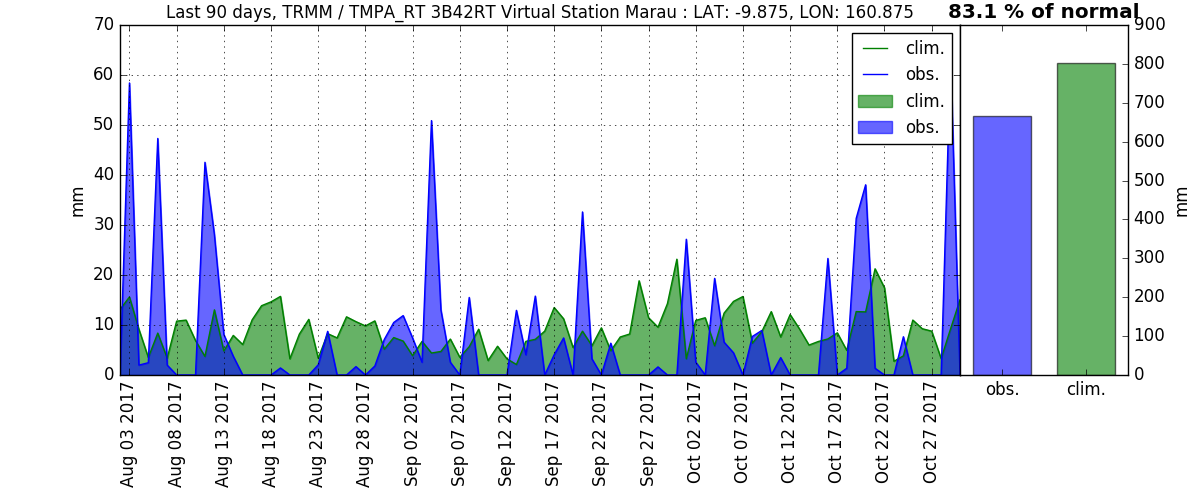 Last 90 days, TRMM / TMPA_RT 3B42RT Virtual Station Marau : LAT: -9.875, LON: 160.875
83.1 % of normal
70
60
50
40
30
20
10
0
mm
clim.
obs.
clim.
obs.
900
800
700
600
500
400
300
200
100
0
mm
Aug 03 2017
Aug 08 2017
Aug 13 2017
Aug 18 2017
Aug 23 2017
Aug 28 2017
Sep 02 2017
Sep 07 2017
Sep 12 2017
Sep 17 2017
Sep 22 2017
Sep 27 2017
Oct 02 2017
Oct 07 2017
Oct 12 2017
Oct 17 2017
Oct 22 2017
Oct 27 2017
obs.
clim.